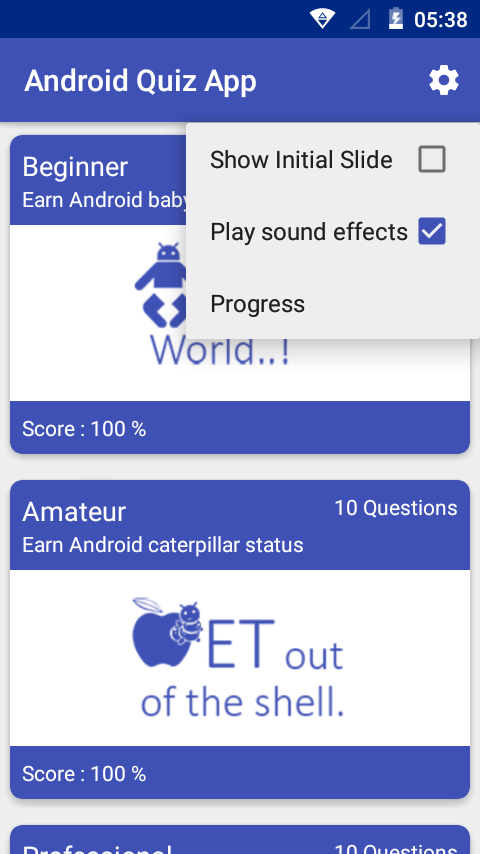 05:38
Android Quiz App
Show Initial Slide
Play sound effects
Progress
Beginner
Earn Android baby
World..!
Score : 100 %
Amateur
10 Questions
Earn Android caterpillar status
ET out
of the shell.
Score : 100 %
Professional
10 Questions